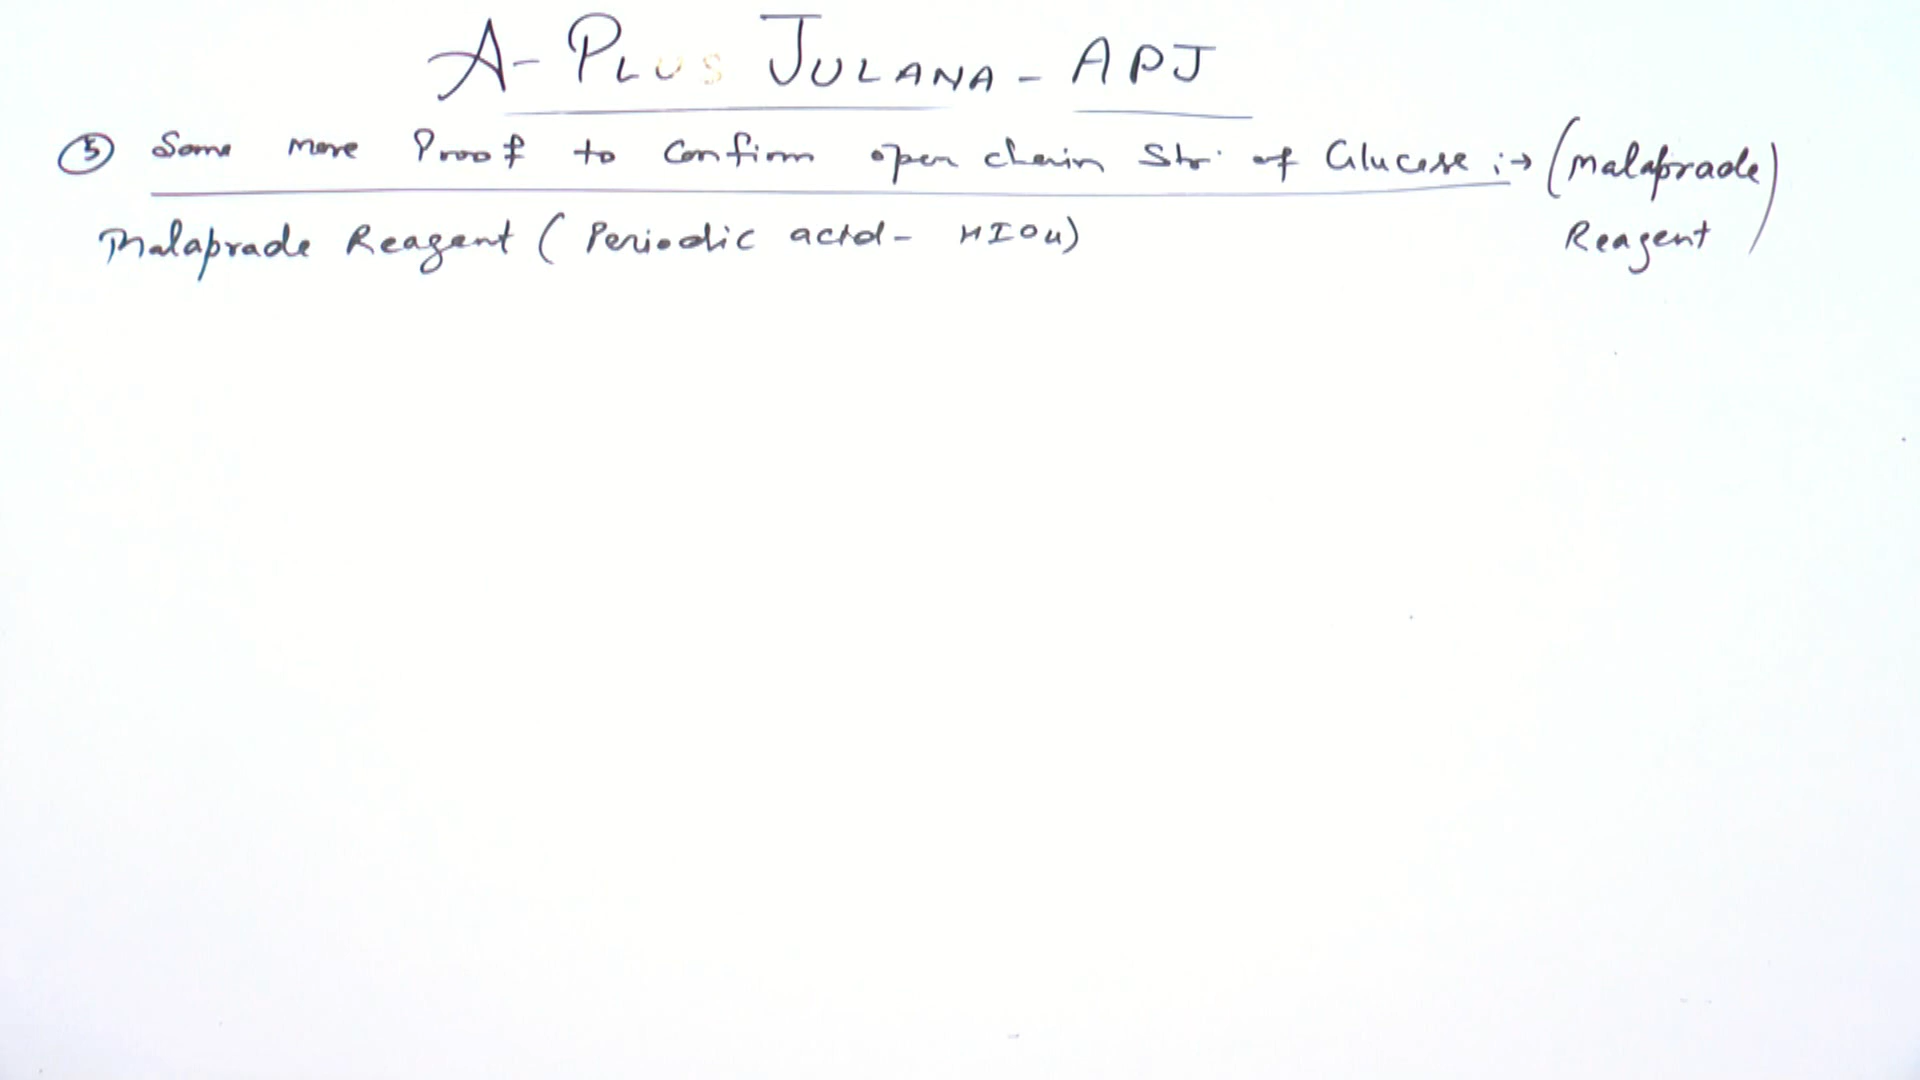 A- PLUS JULANA - APJ
⑤ Some more Proof to Confirm open chain Str. of Glucose :→ (Malaprade
Reagent)
Malaprade Reagent ( Periodic acid - HIO4)